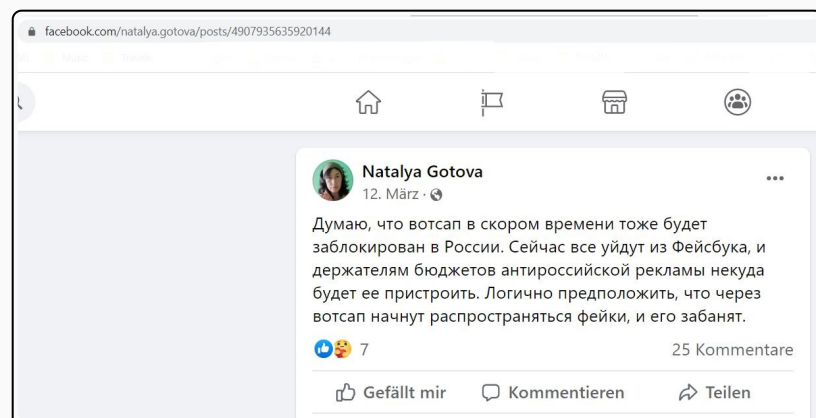 facebook.com/natalya.gotova/posts/4907935635920144
Natalya Gotova
12. März ·
Думаю, что вотсап в скором времени тоже будет
заблокирован в России. Сейчас все уйдут из Фейсбука, и
держателям бюджетов антироссийской рекламы некуда
будет ее пристроить. Логично предположить, что через
вотсап начнут распространяться фейки, и его забанят.
7 25 Kommentare
Gefällt mir Kommentieren Teilen